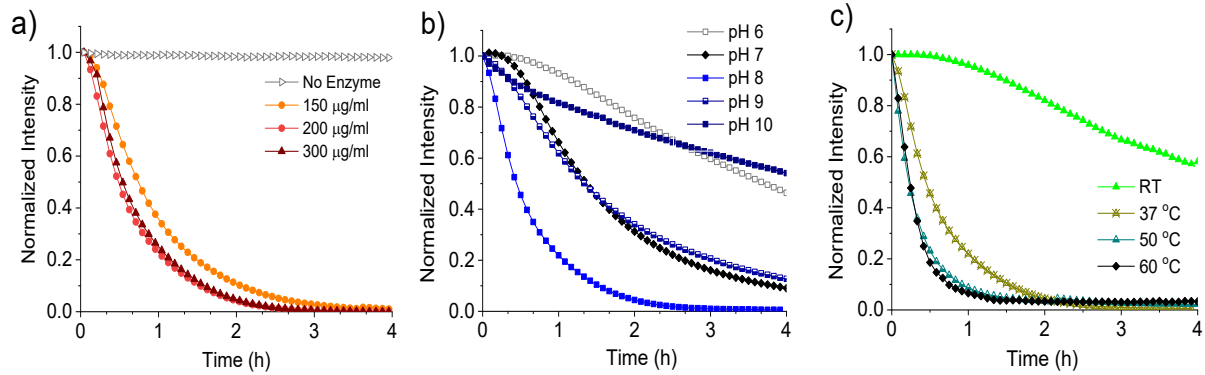 a)
Normalized Intensity
1.0
0.8
0.6
0.4
0.2
0.0
0 1 2 3 4
Time (h)
No Enzyme
150 μg/ml
200 μg/ml
300 μg/ml
b)
Normalized Intensity
1.2
1.0
0.8
0.6
0.4
0.2
0.0
0 1 2 3 4
Time (h)
pH 6
pH 7
pH 8
pH 9
pH 10
c)
Normalized Intensity
1.0
0.8
0.6
0.4
0.2
0.0
0 1 2 3 4
Time (h)
RT
37 °C
50 °C
60 °C